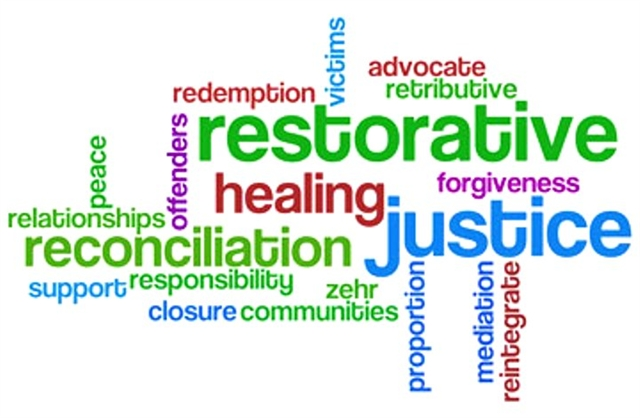 victims
advocate
redemption
retributive
restorative
offenders
peace
healing
forgiveness
relationships
justice
reconciliation
support
responsibility
zehr
closure
communities
proportion
mediation
reintegrate